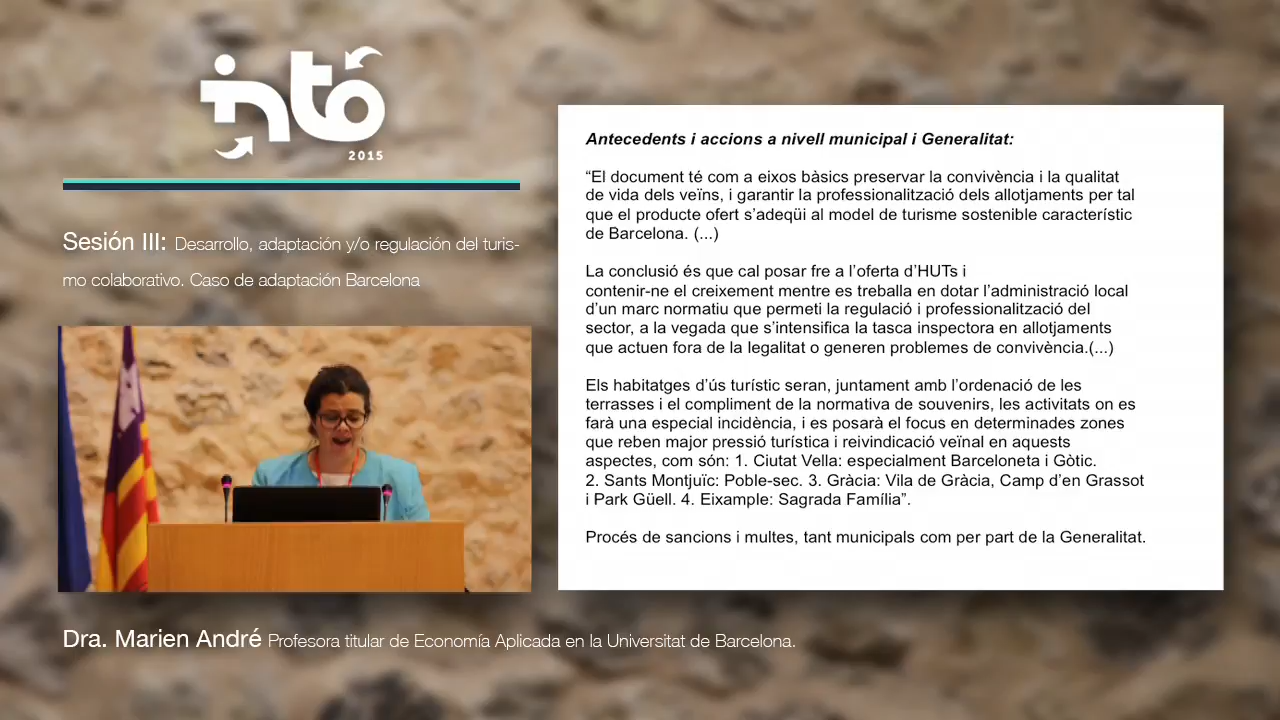 into
2015
Sesión III: Desarrollo, adaptación y/o regulación del turis-
mo colaborativo. Caso de adaptación Barcelona
Antecedents i accions a nivell municipal i Generalitat:
“El document té com a eixos bàsics preservar la convivència i la qualitat
de vida dels veïns, i garantir la professionalització dels allotjaments per tal
que el producte ofert s’adeqüi al model de turisme sostenible característic
de Barcelona. (...)
La conclusió és que cal posar fre a l’oferta d’HUTs i
contenir-ne el creixement mentre es treballa en dotar l’administració local
d’un marc normatiu que permeti la regulació i professionalització del
sector, a la vegada que s’intensifica la tasca inspectora en allotjaments
que actuen fora de la legalitat o generen problemes de convivència.(...)
Els habitatges d’ús turístic seran, juntament amb l’ordenació de les
terrasses i el compliment de la normativa de souvenirs, les activitats on es
farà una especial incidència, i es posarà el focus en determinades zones
que reben major pressió turística i reivindicació veïnal en aquests
aspectes, com són: 1. Ciutat Vella: especialment Barceloneta i Gòtic.
2. Sants Montjuïc: Poble-sec. 3. Gràcia: Vila de Gràcia, Camp d’en Grassot
i Park Güell. 4. Eixample: Sagrada Família”.
Procés de sancions i multes, tant municipals com per part de la Generalitat.
Dra. Marien André Profesora titular de Economía Aplicada en la Universitat de Barcelona.